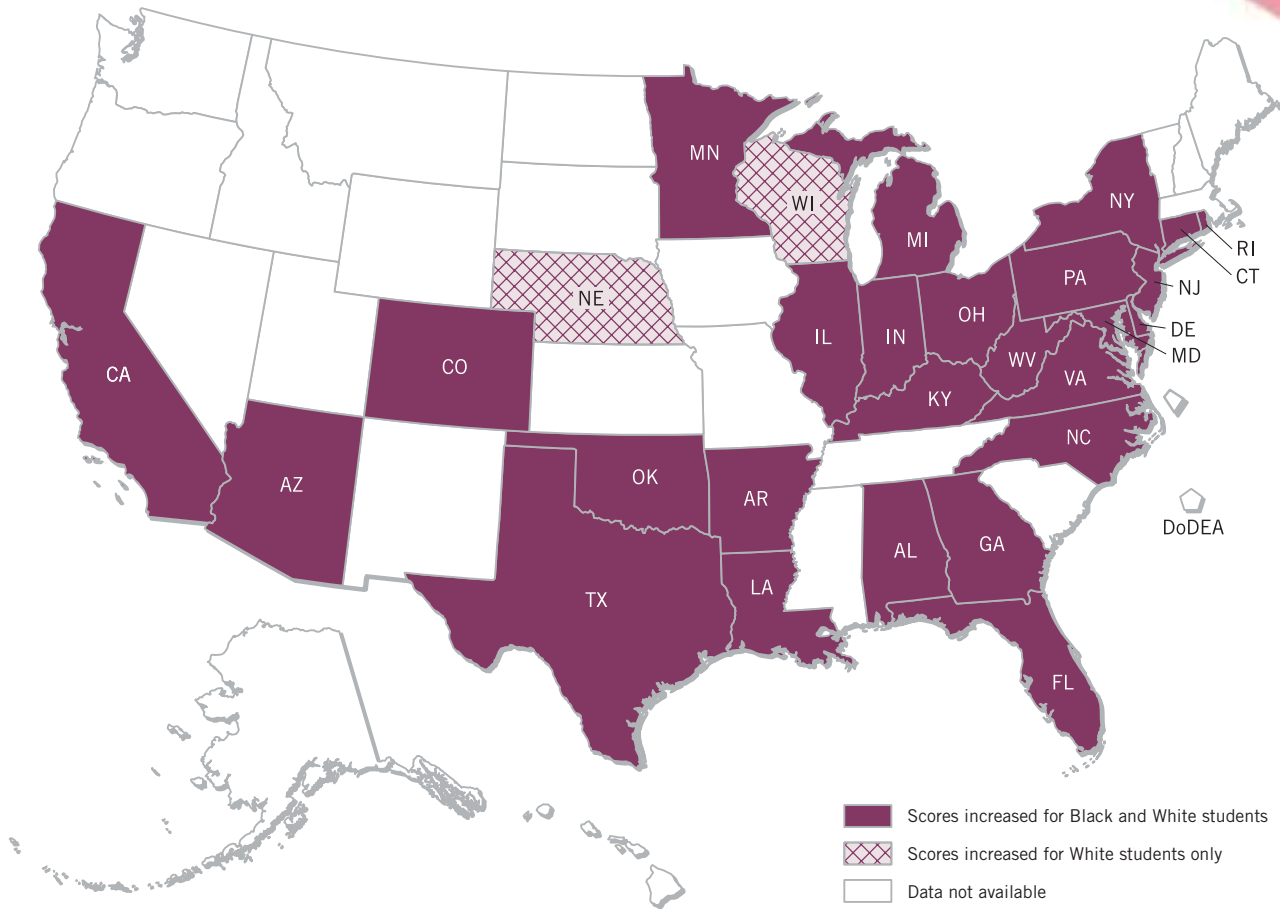 MN
WI
MI
NY
RI
CT
PA
NJ
NE
OH
DE
IL
IN
MD
CA
CO
WV
VA
KY
NC
AZ
OK
AR
DoDEA
AL
GA
LA
TX
FL
Scores increased for Black and White students
Scores increased for White students only
Data not available